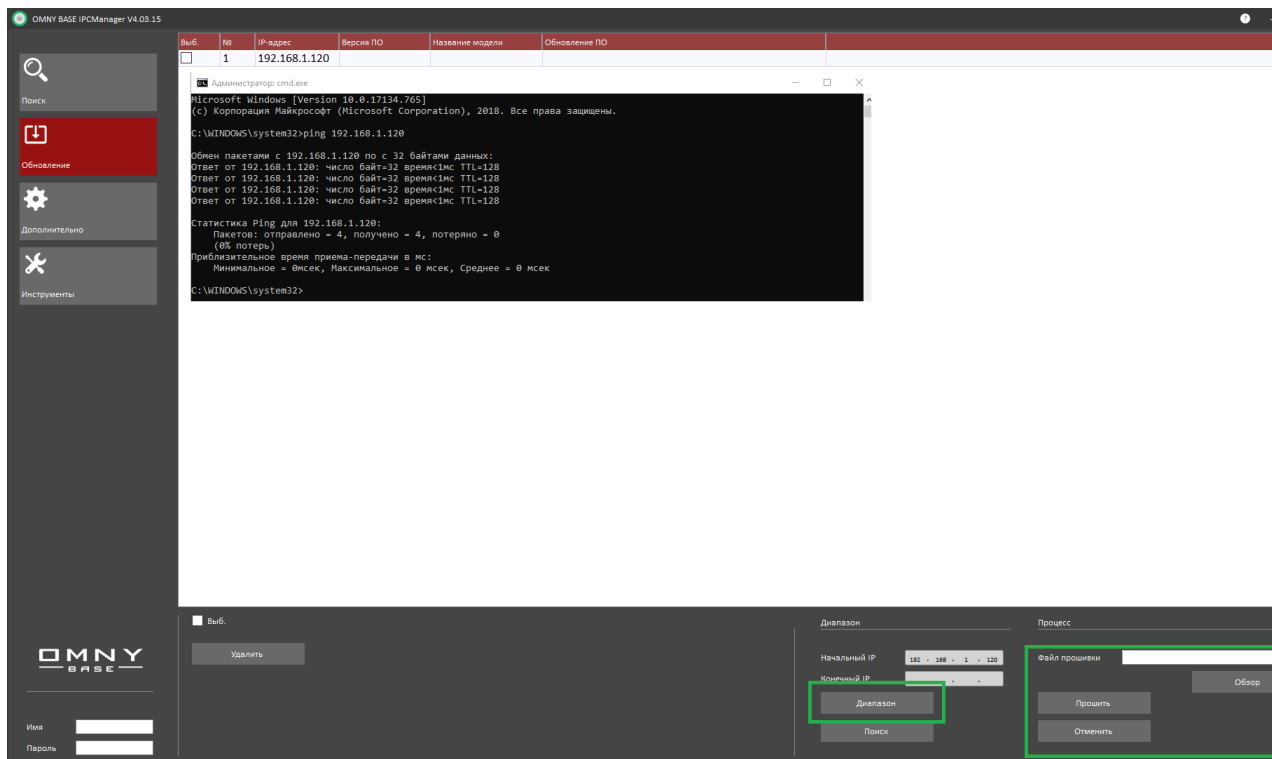 OMNY BASE IPCManager V4.03.15
Выб. № IP-адрес Версия ПО Название модели Обновление ПО
1 192.168.1.120
Поиск
Обновление
Дополнительно
Инструменты
Администратор: cmd.exe
Microsoft Windows [Version 10.0.17134.765]
(c) Корпорация Майкрософт (Microsoft Corporation), 2018. Все права защищены.
C:\WINDOWS\system32>ping 192.168.1.120
Обмен пакетами с 192.168.1.120 по с 32 байтами данных:
Ответ от 192.168.1.120: число байт=32 время<1мс TTL=128
Ответ от 192.168.1.120: число байт=32 время<1мс TTL=128
Ответ от 192.168.1.120: число байт=32 время<1мс TTL=128
Ответ от 192.168.1.120: число байт=32 время<1мс TTL=128
Статистика Ping для 192.168.1.120:
Пакетов: отправлено = 4, получено = 4, потеряно = 0
(0% потерь)
Приблизительное время приема-передачи в мс:
Минимальное = 0мсек, Максимальное = 0 мсек, Среднее = 0 мсек
C:\WINDOWS\system32>
OMNY
BASE
Имя
Пароль
Выб.
Удалить
Диапазон
Начальный IP 192 . 168 . 1 . 120
Конечный IP . . .
Диапазон
Поиск
Процесс
Файл прошивки
Обзор
Прошить
Отменить